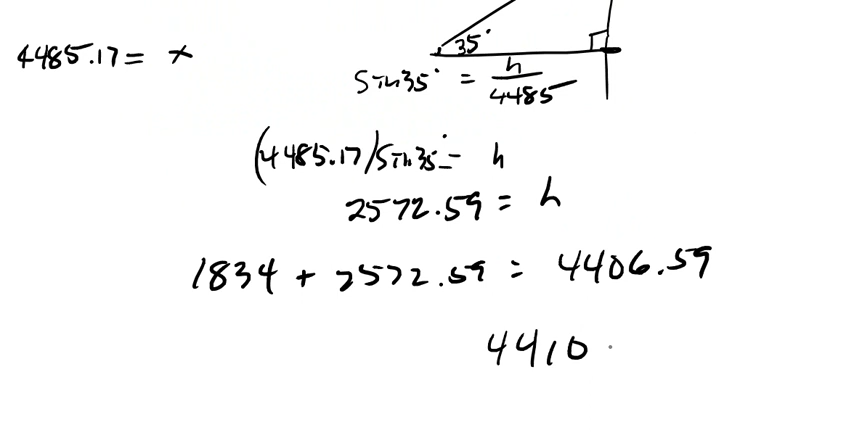 4485.17 = x
35°
sin35° = h/4485
(4485.17)sin35° = h
2572.59 = h
1834 + 2572.59 = 4406.59
4410